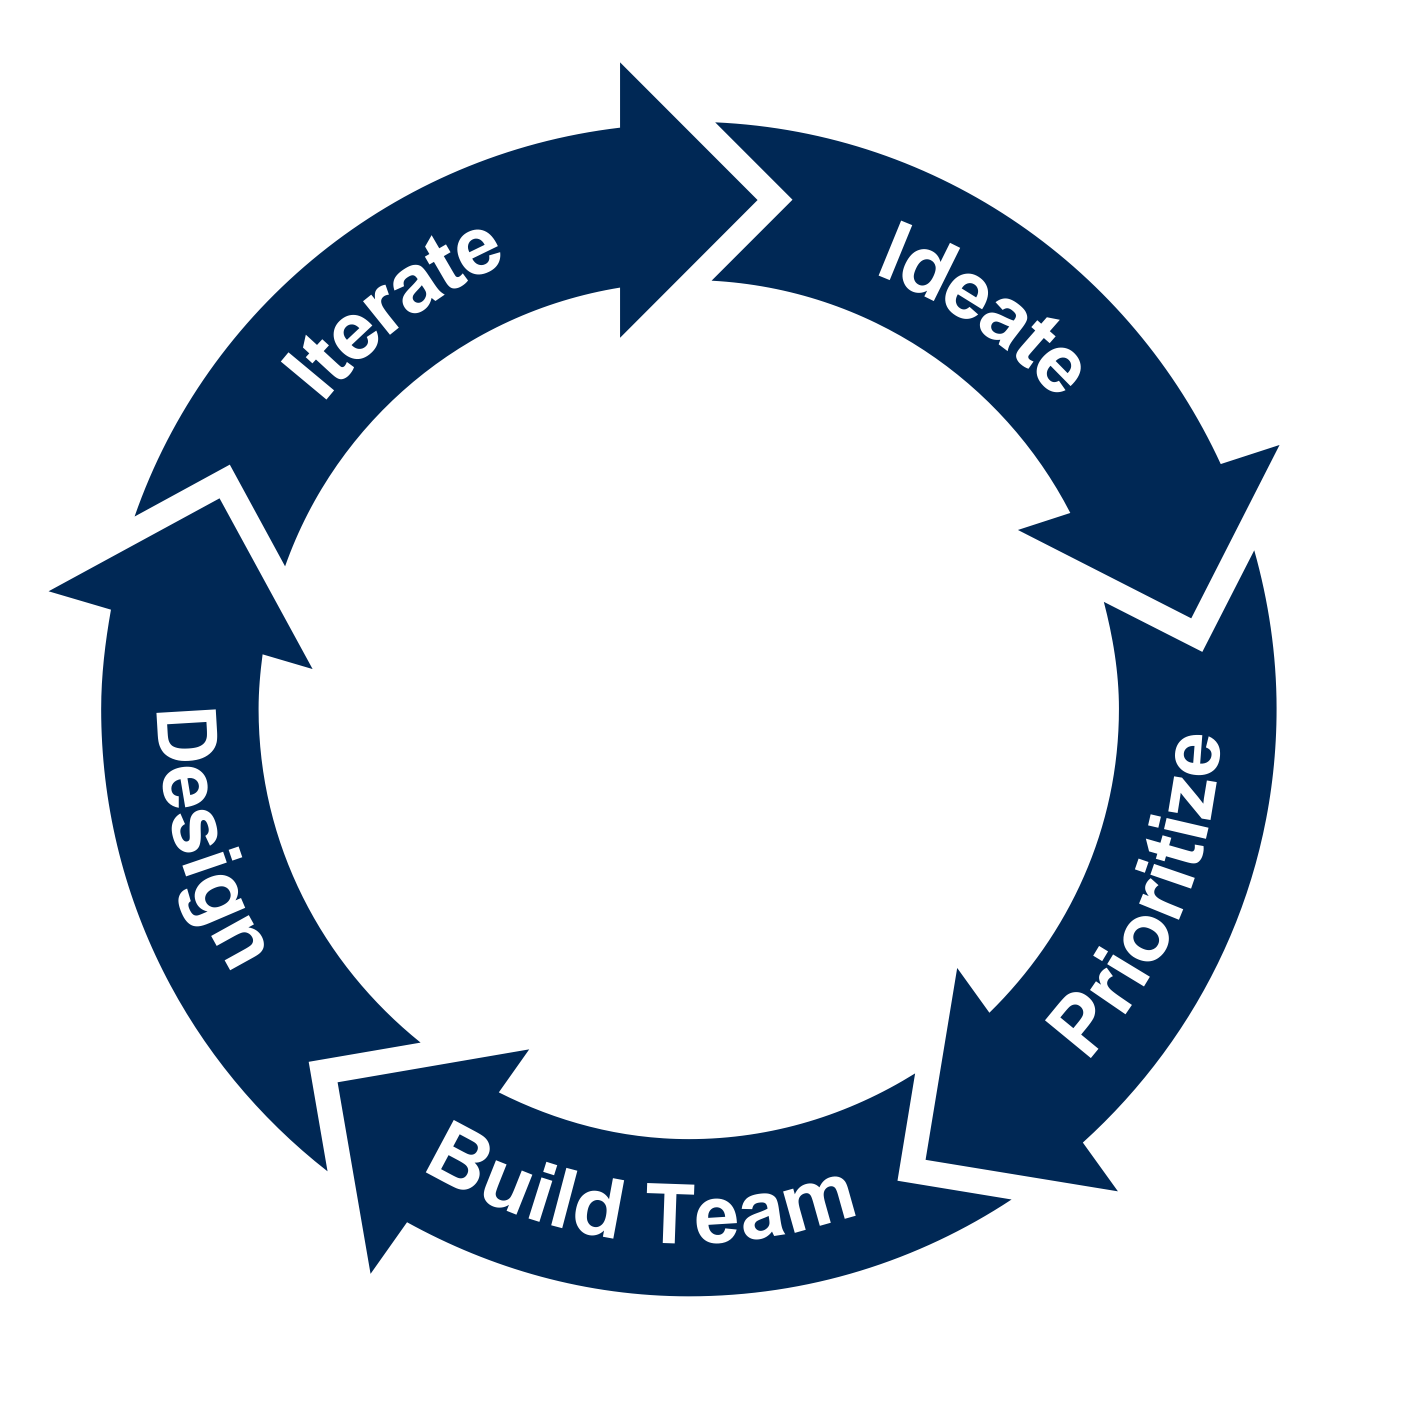 Ideate
Prioritize
Build Team
Design
Iterate